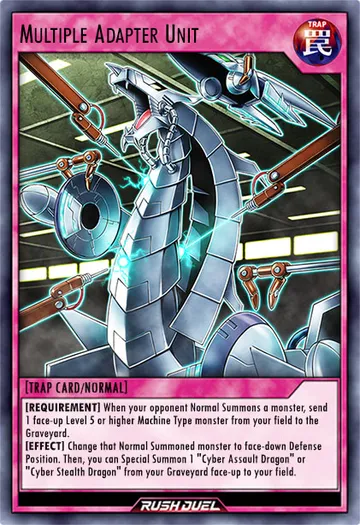 MULTIPLE ADAPTER UNIT
TRAP
罠
[TRAP CARD/NORMAL]
[REQUIREMENT] When your opponent Normal Summons a monster, send
1 face-up Level 5 or higher Machine Type monster from your field to the
Graveyard.
[EFFECT] Change that Normal Summoned monster to face-down Defense
Position. Then, you can Special Summon 1 "Cyber Assault Dragon" or
"Cyber Stealth Dragon" from your Graveyard face-up to your field.
RUSH DUEL